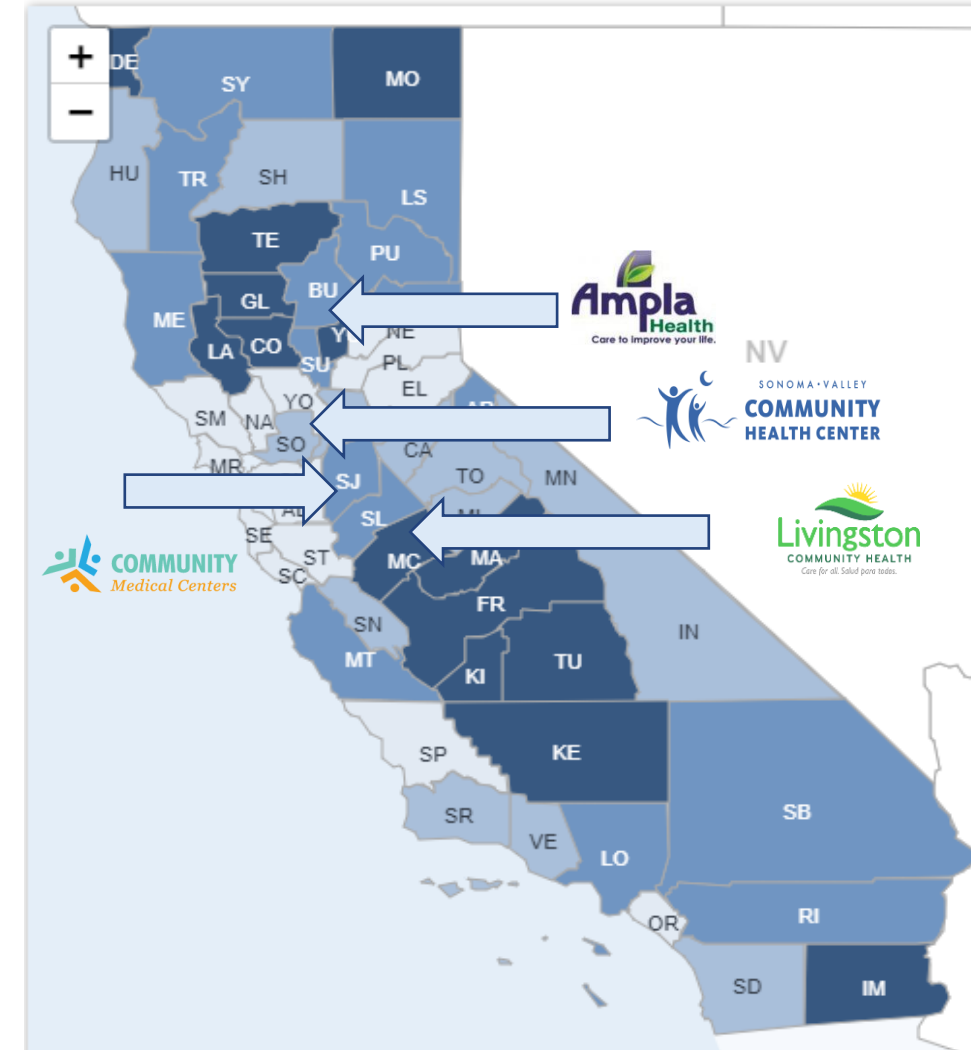 +
DE
SY
MO
−
HU
TR
SH
LS
TE
PU
BU
GL
Ampla
Health
Care to improve your life.
ME
NE
LA
CO
SU
PL
NV
EL
SONOMA•VALLEY
COMMUNITY
HEALTH CENTER
YO
SM
NA
SO
CA
MR
TO
MN
SJ
SL
Livingston
COMMUNITY HEALTH
Care for all. Salud para todos.
SE
ST
MC
MA
COMMUNITY
Medical Centers
SC
FR
SN
IN
MT
TU
KI
SP
KE
SR
SB
VE
LO
OR
RI
SD
IM